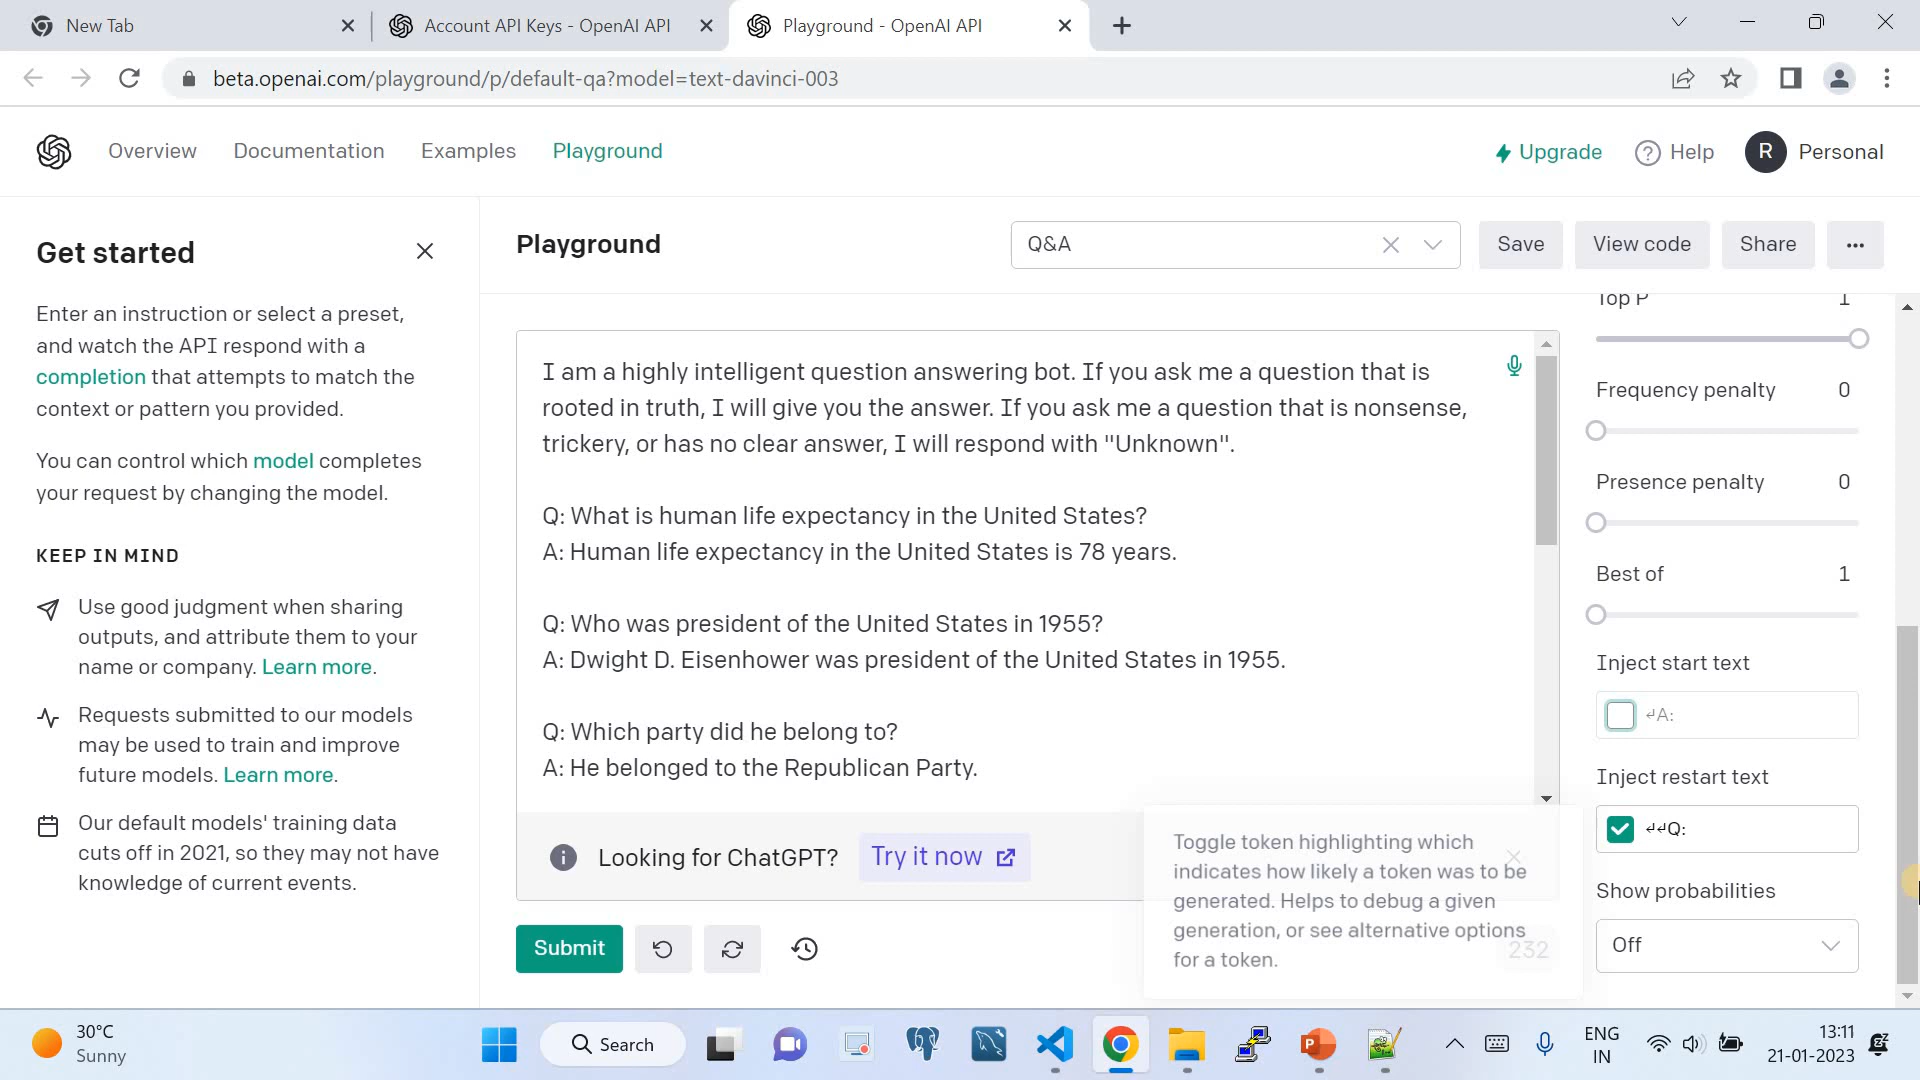 New Tab
Account API Keys - OpenAI API
Playground - OpenAI API
beta.openai.com/playground/p/default-qa?model=text-davinci-003
Overview
Documentation
Examples
Playground
Upgrade
Help
R
Personal
Get started
Enter an instruction or select a preset,
and watch the API respond with a
completion that attempts to match the
context or pattern you provided.
You can control which model completes
your request by changing the model.
KEEP IN MIND
Use good judgment when sharing
outputs, and attribute them to your
name or company. Learn more.
Requests submitted to our models
may be used to train and improve
future models. Learn more.
Our default models' training data
cuts off in 2021, so they may not have
knowledge of current events.
Playground
Q&A
Save
View code
Share
I am a highly intelligent question answering bot. If you ask me a question that is
rooted in truth, I will give you the answer. If you ask me a question that is nonsense,
trickery, or has no clear answer, I will respond with "Unknown".
Q: What is human life expectancy in the United States?
A: Human life expectancy in the United States is 78 years.
Q: Who was president of the United States in 1955?
A: Dwight D. Eisenhower was president of the United States in 1955.
Q: Which party did he belong to?
A: He belonged to the Republican Party.
Looking for ChatGPT?
Try it now
Submit
Toggle token highlighting which
indicates how likely a token was to be
generated. Helps to debug a given
generation, or see alternative options
for a token.
232
Top P 1
Frequency penalty 0
Presence penalty 0
Best of 1
Inject start text
↵A:
Inject restart text
↵↵Q:
Show probabilities
Off
30°C
Sunny
Search
ENG
IN
13:11
21-01-2023